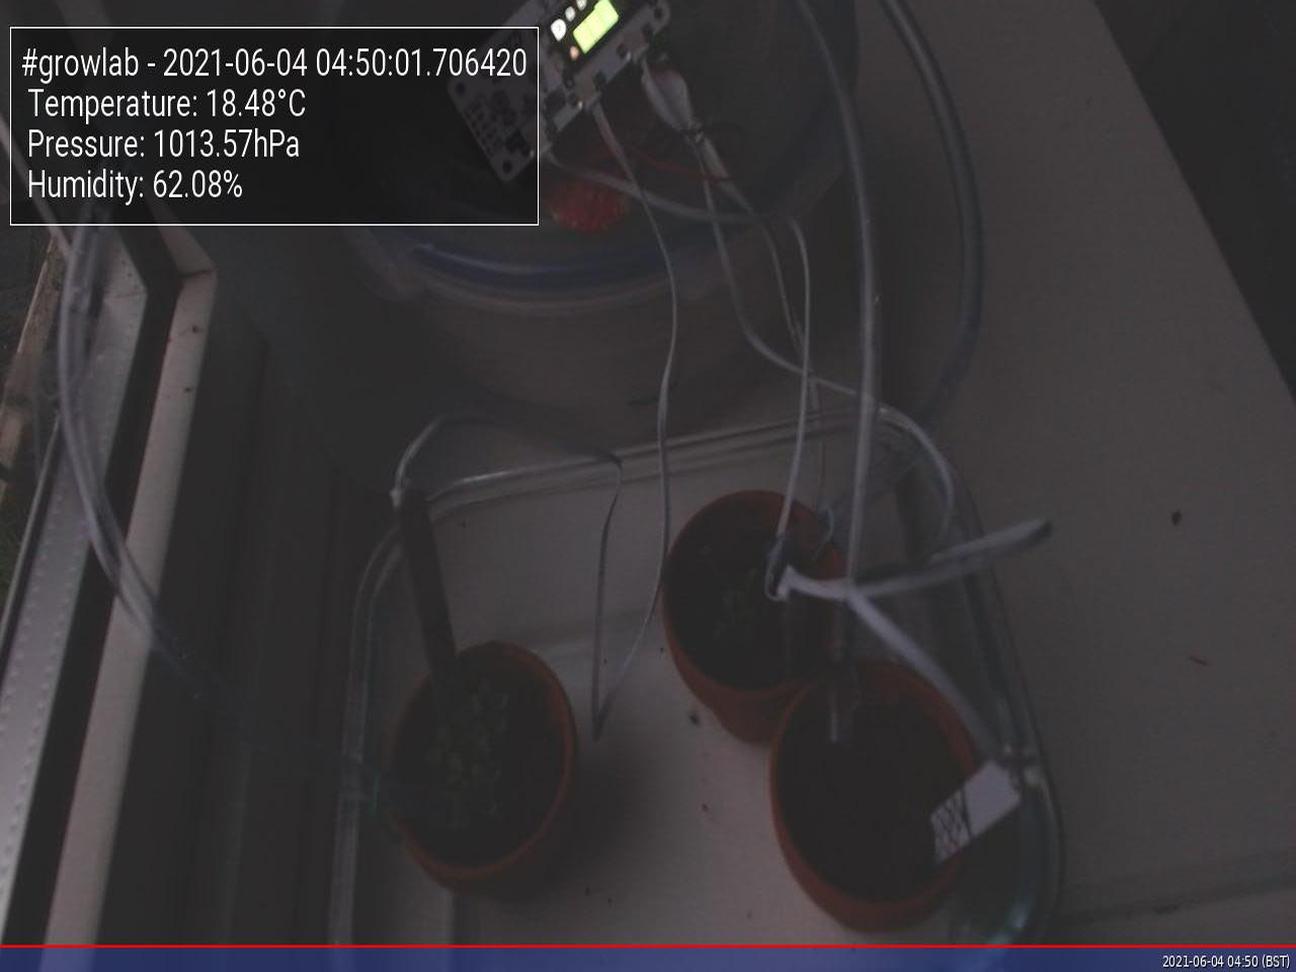 #growlab - 2021-06-04 04:50:01.706420
Temperature: 18.48°C
Pressure: 1013.57hPa
Humidity: 62.08%
2021-06-04 04:50 (BST)